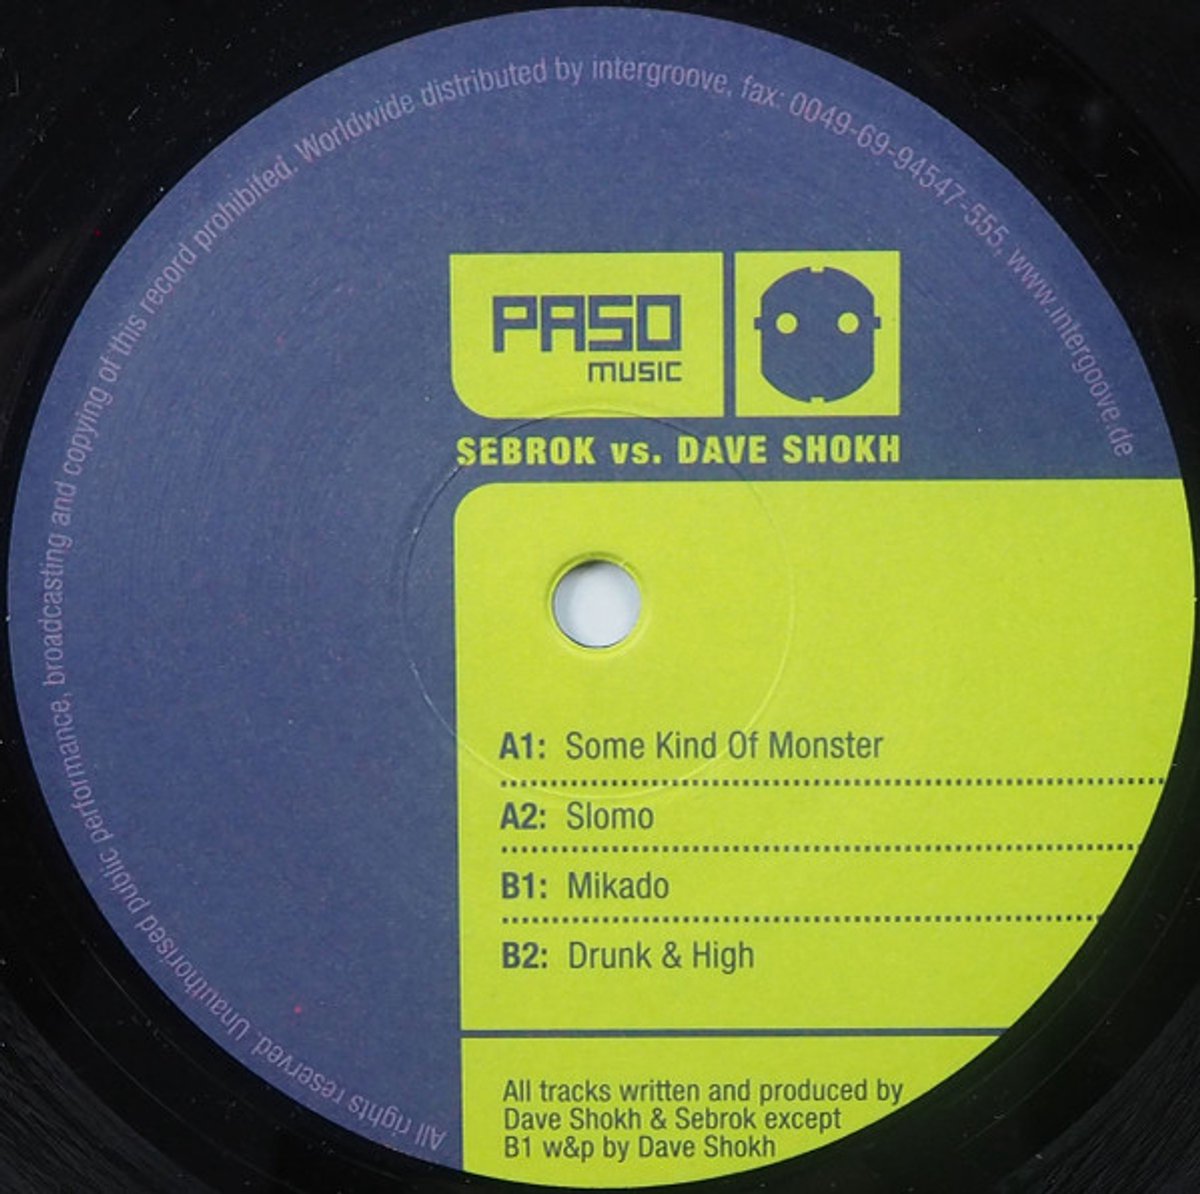 All rights reserved. Unauthorised public performance, broadcasting and copying of this record prohibited. Worldwide distributed by intergroove, fax: 0049-69-94547-555, www.intergoove.de
PASO
MUSIC
SEBROK vs. DAVE SHOKH
A1: Some Kind Of Monster
A2: Slomo
B1: Mikado
B2: Drunk & High
All tracks written and produced by
Dave Shokh & Sebrok except
B1 w&p by Dave Shokh